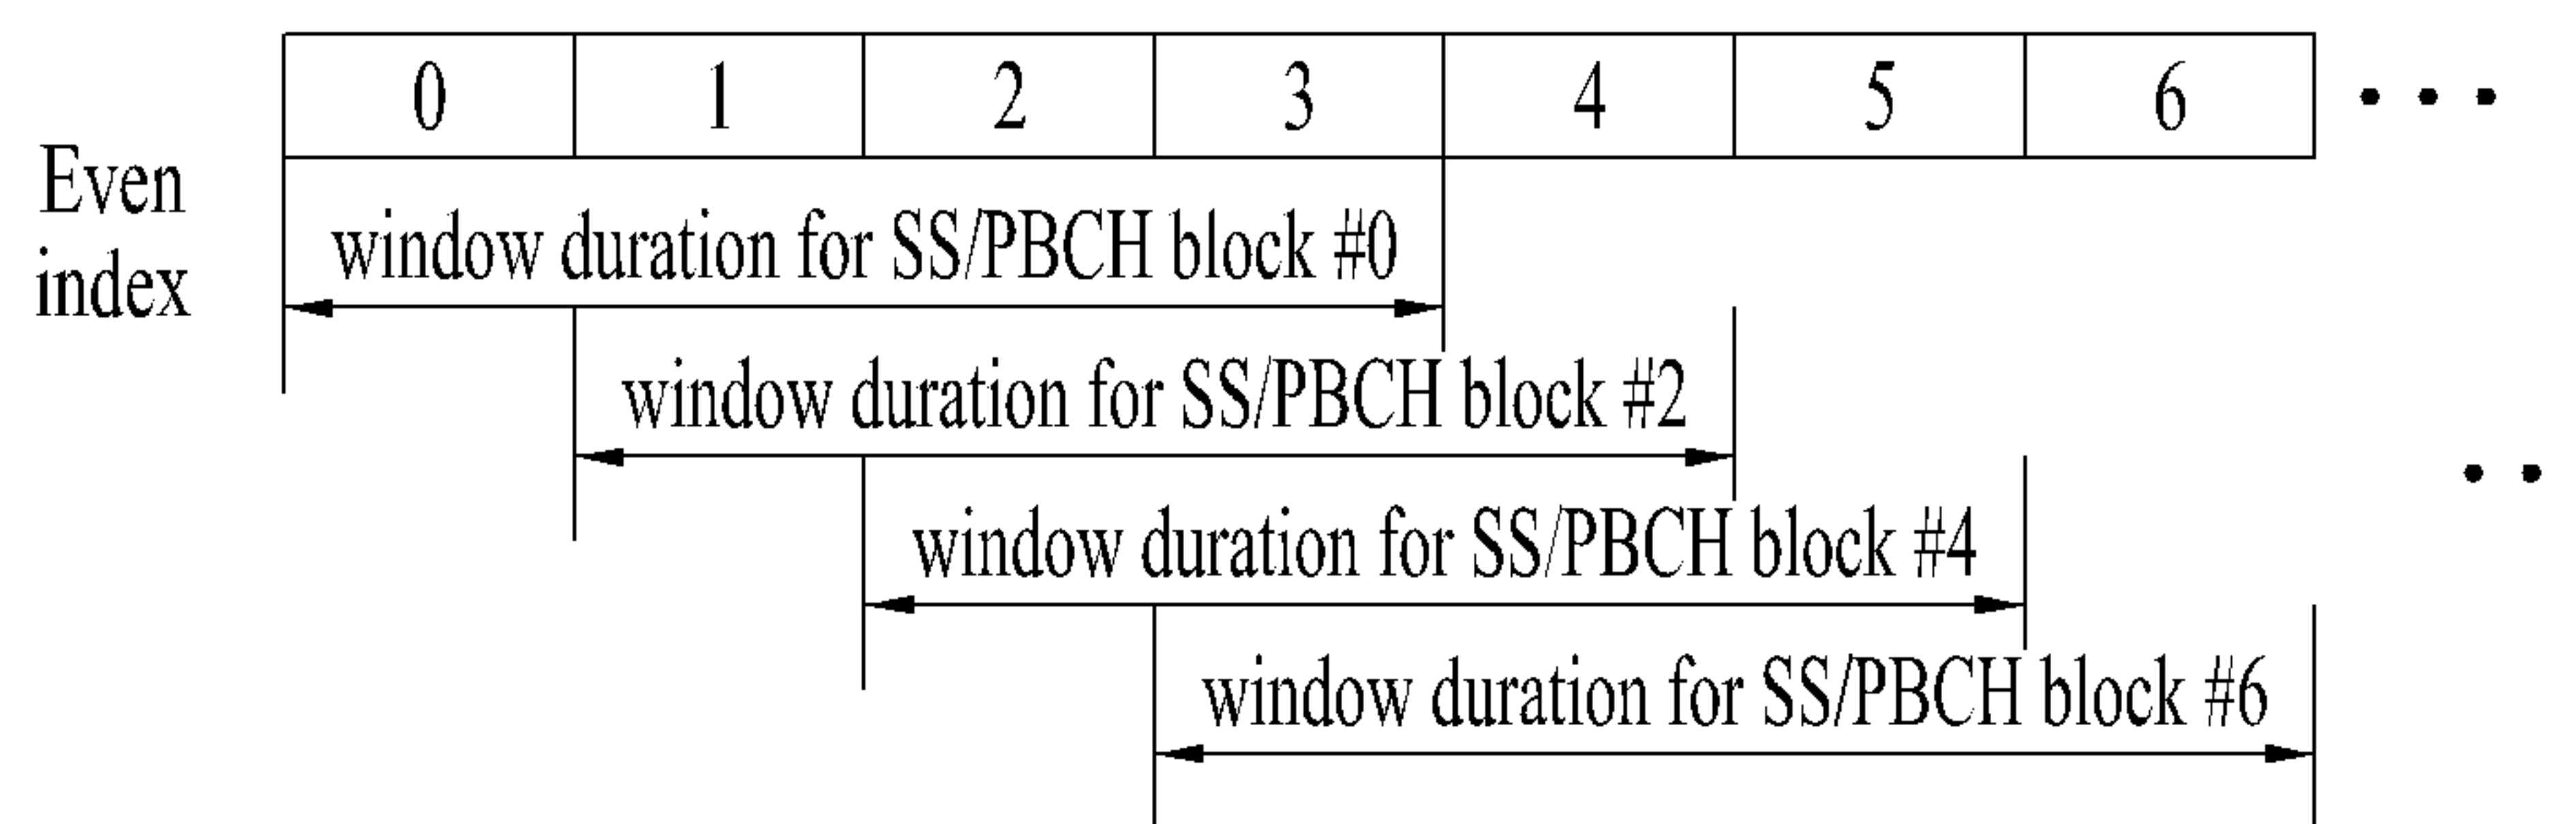 0 1 2 3 4 5 6 • • •
Even
index
window duration for SS/PBCH block #0
window duration for SS/PBCH block #2
• •
window duration for SS/PBCH block #4
window duration for SS/PBCH block #6